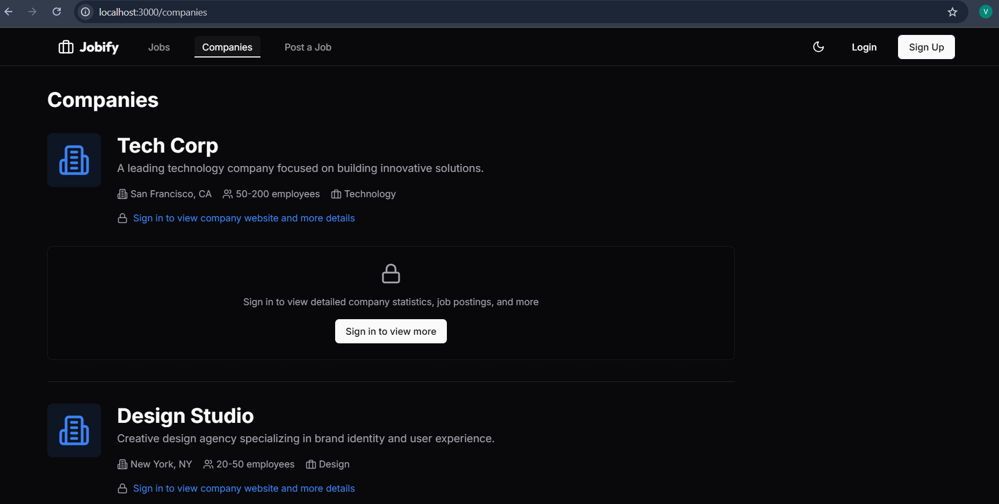 localhost:3000/companies
V
Jobify Jobs Companies Post a Job Login Sign Up
Companies
Tech Corp
A leading technology company focused on building innovative solutions.
San Francisco, CA 50-200 employees Technology
Sign in to view company website and more details
Sign in to view detailed company statistics, job postings, and more
Sign in to view more
Design Studio
Creative design agency specializing in brand identity and user experience.
New York, NY 20-50 employees Design
Sign in to view company website and more details